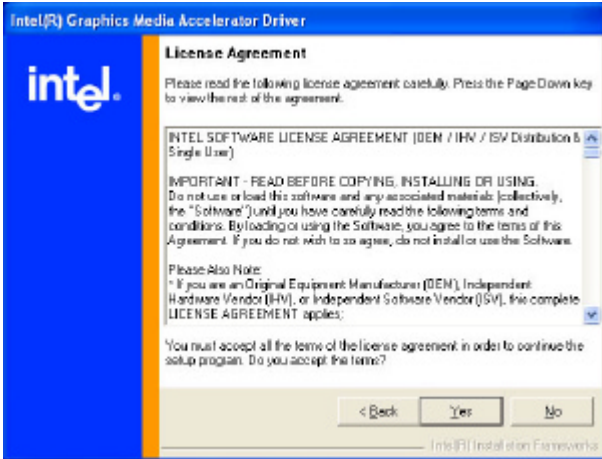 Intel(R) Graphics Media Accelerator Driver
intel.
License Agreement
Please read the following license agreement carefully. Press the Page Down key
to view the rest of the agreement.
INTEL SOFTWARE LICENSE AGREEMENT (OEM / IHV / ISV Distribution &
Single User)
IMPORTANT - READ BEFORE COPYING, INSTALLING OR USING.
Do not use or load this software and any associated materials (collectively,
the "Software") until you have carefully read the following terms and
conditions. By loading or using the Software, you agree to the terms of this
Agreement. If you do not wish to so agree, do not install or use the Software.
Please Also Note:
* If you are an Original Equipment Manufacturer (OEM), Independent
Hardware Vendor (IHV), or Independent Software Vendor (ISV), this complete
LICENSE AGREEMENT applies;
You must accept all the terms of the license agreement in order to continue the
setup program. Do you accept the terms?
< Back Yes No
Intel(R) Installation Frameworks